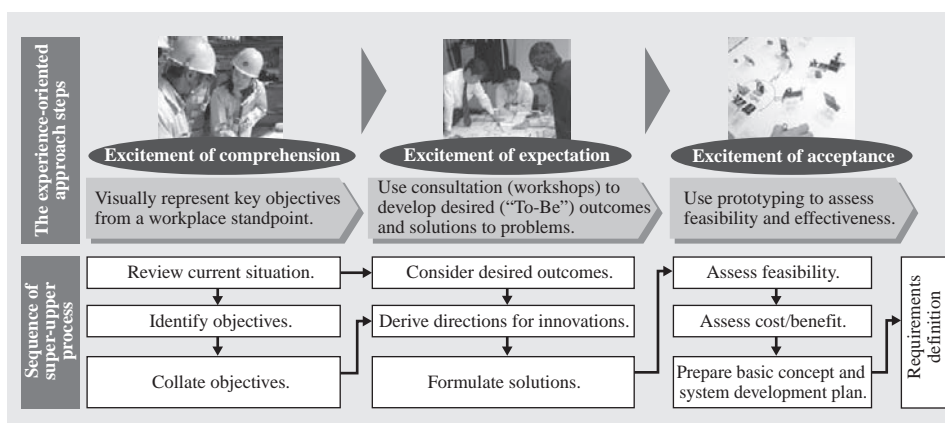 The experience-oriented
approach steps
Excitement of comprehension
Excitement of expectation
Excitement of acceptance
Visually represent key objectives
from a workplace standpoint.
Use consultation (workshops) to
develop desired (“To-Be”) outcomes
and solutions to problems.
Use prototyping to assess
feasibility and effectiveness.
Sequence of
super-upper
process
Review current situation.
Identify objectives.
Collate objectives.
Consider desired outcomes.
Derive directions for innovations.
Formulate solutions.
Assess feasibility.
Assess cost/benefit.
Prepare basic concept and
system development plan.
Requirements
definition